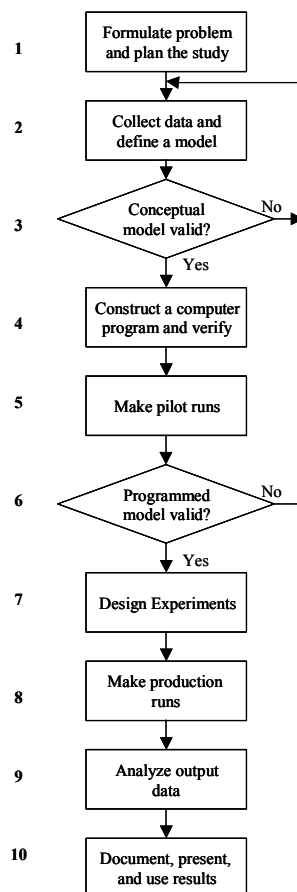 1
Formulate problem
and plan the study
2
Collect data and
define a model
3
Conceptual
model valid?
No
Yes
4
Construct a computer
program and verify
5
Make pilot runs
6
Programmed
model valid?
No
Yes
7
Design Experiments
8
Make production
runs
9
Analyze output
data
10
Document, present,
and use results